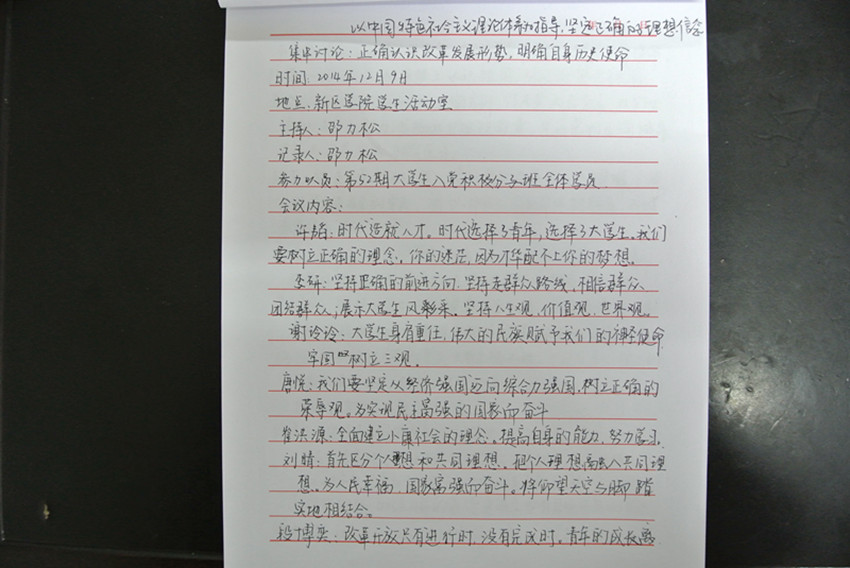 以中国特色社会主义理论体系为指导,坚定正确的理想信念
集中讨论:正确认识改革发展形势,明确自身历史使命
时间:2014年12月9日
地点:新区学院学生活动室
主持人:邵力松
记录人:邵力松
参加人员:第52期大学生入党积极分子班全体学员
会议内容:
许韬:时代造就人才。时代选择了青年,选择了大学生。我们
要树立正确的理念。你的迷茫,因为才华配不上你的梦想。
李研:坚持正确的前进方向,坚持走群众路线,相信群众、
团结群众,展示大学生风彩。坚持人生观、价值观、世界观。
谢玲玲:大学生身肩重任,伟大的民族赋予我们的神圣使命
牢固树立三观。
唐悦:我们要坚定从经济强国迈向综合力强国,树立正确的
荣辱观。为实现民主富强的国家而奋斗
崔洪源:全面建立小康社会的理念。提高自身的能力,努力学习。
刘婧:首先区分个人理想和共同理想。把个人理想融入共同理
想。为人民幸福、国家富强而奋斗。将仰望天空与脚踏
实地相结合。
段博奕:改革开放只有进行时,没有完成时。青年的成长离